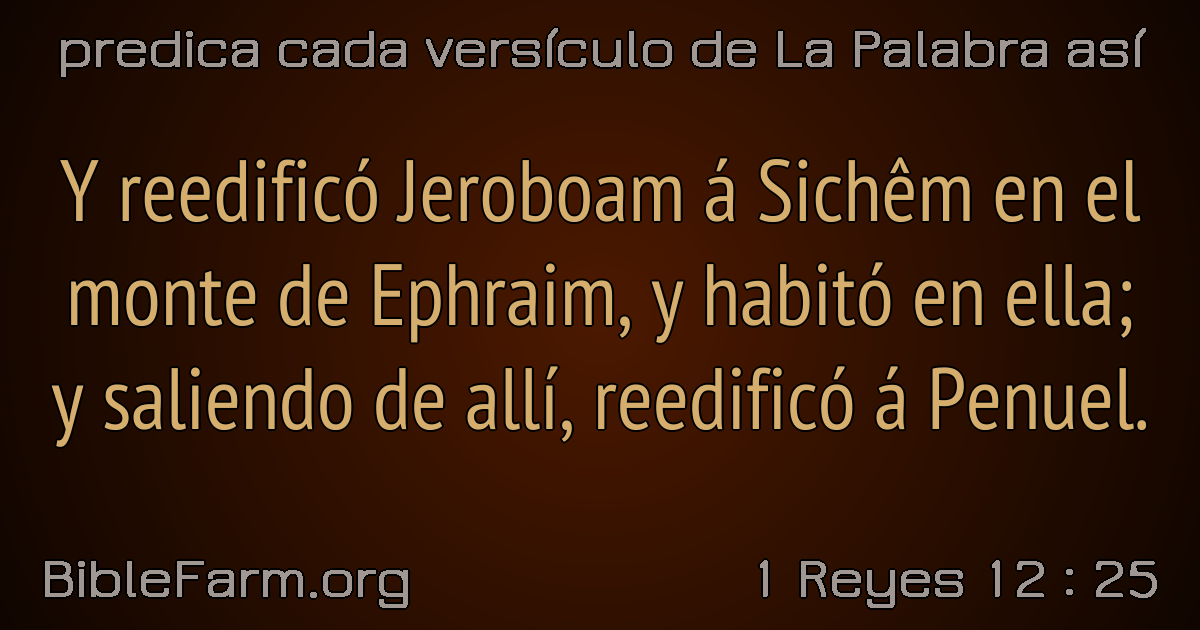 predica cada versículo de La Palabra así
Y reedificó Jeroboam á Sichêm en el
monte de Ephraim, y habitó en ella;
y saliendo de allí, reedificó á Penuel.
BibleFarm.org
1 Reyes 12 : 25